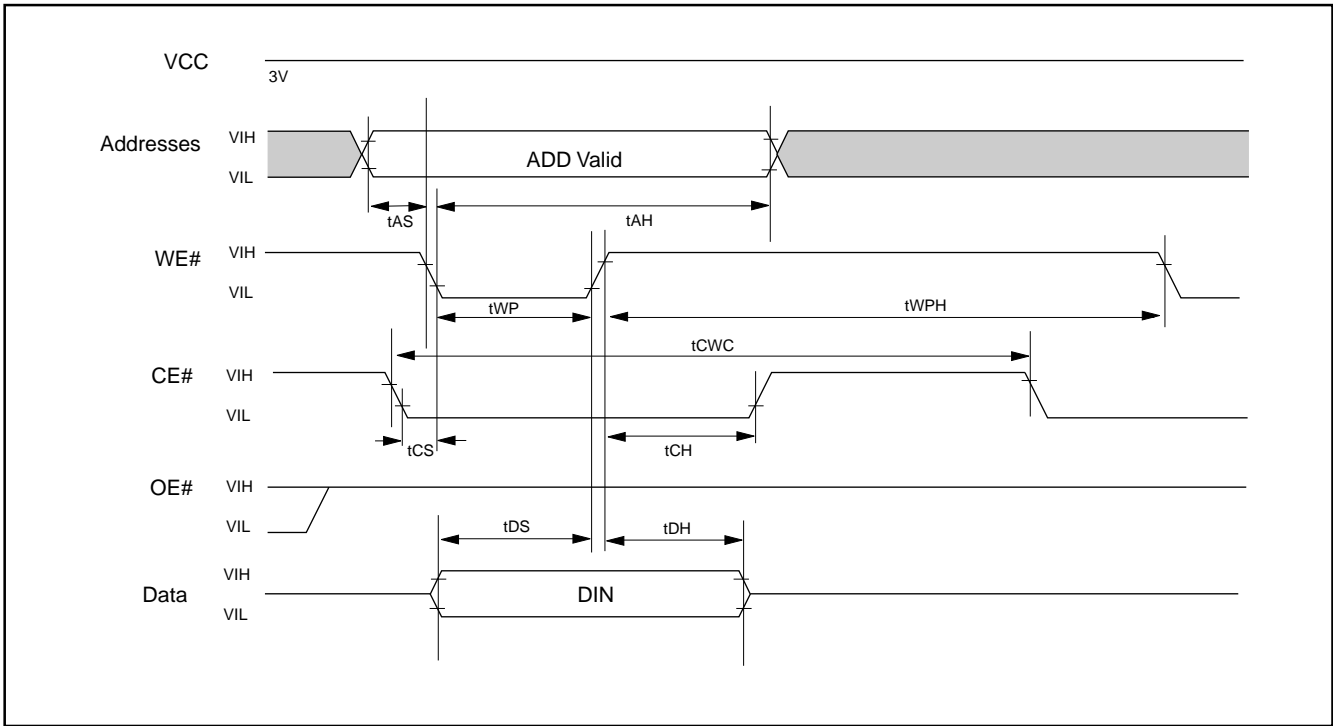 VCC
3V
Addresses
VIH
VIL
ADD Valid
tAS
tAH
WE#
VIH
VIL
tWP
tWPH
tCWC
CE#
VIH
VIL
tCS
tCH
OE#
VIH
VIL
tDS
tDH
Data
VIH
VIL
DIN